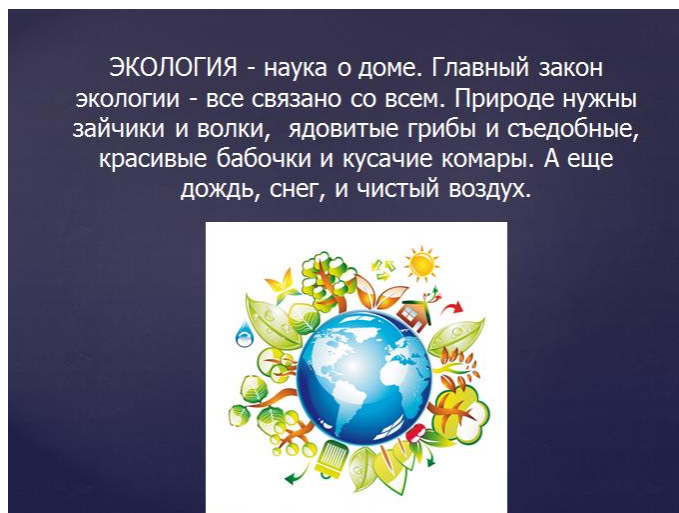 ЭКОЛОГИЯ - наука о доме. Главный закон
экологии - все связано со всем. Природе нужны
зайчики и волки,  ядовитые грибы и съедобные,
красивые бабочки и кусачие комары. А еще
дождь, снег, и чистый воздух.